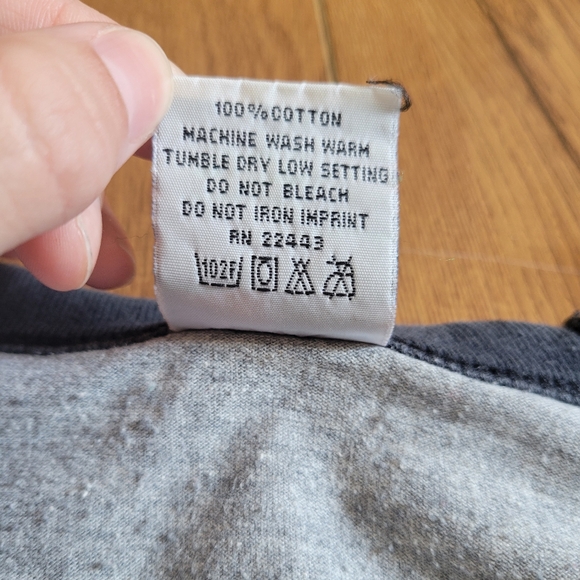 100% COTTON
MACHINE WASH WARM
TUMBLE DRY LOW SETTING
DO NOT BLEACH
DO NOT IRON IMPRINT
RN 22443
102F